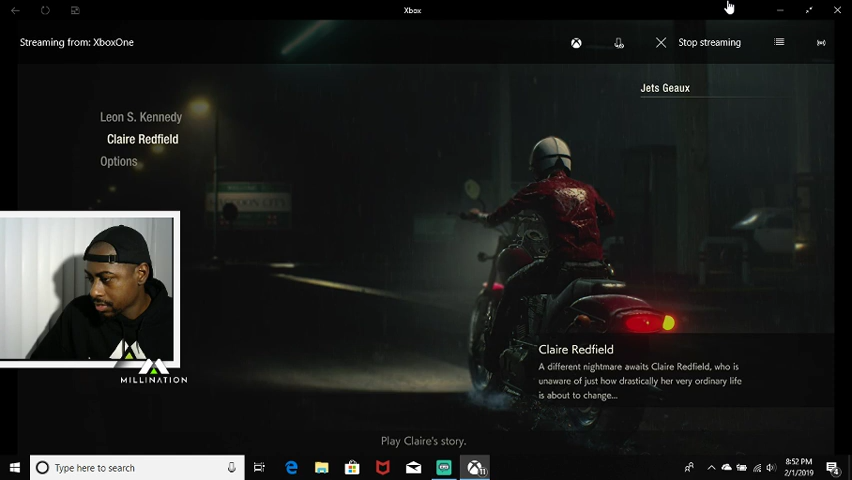 Xbox
Streaming from: XboxOne
Stop streaming
Jets Geaux
Leon S. Kennedy
Claire Redfield
Options
MILLINATION
Claire Redfield
A different nightmare awaits Claire Redfield, who is
unaware of just how drastically her very ordinary life
is about to change...
Play Claire's story.
Type here to search
11
8:52 PM
2/1/2019
4